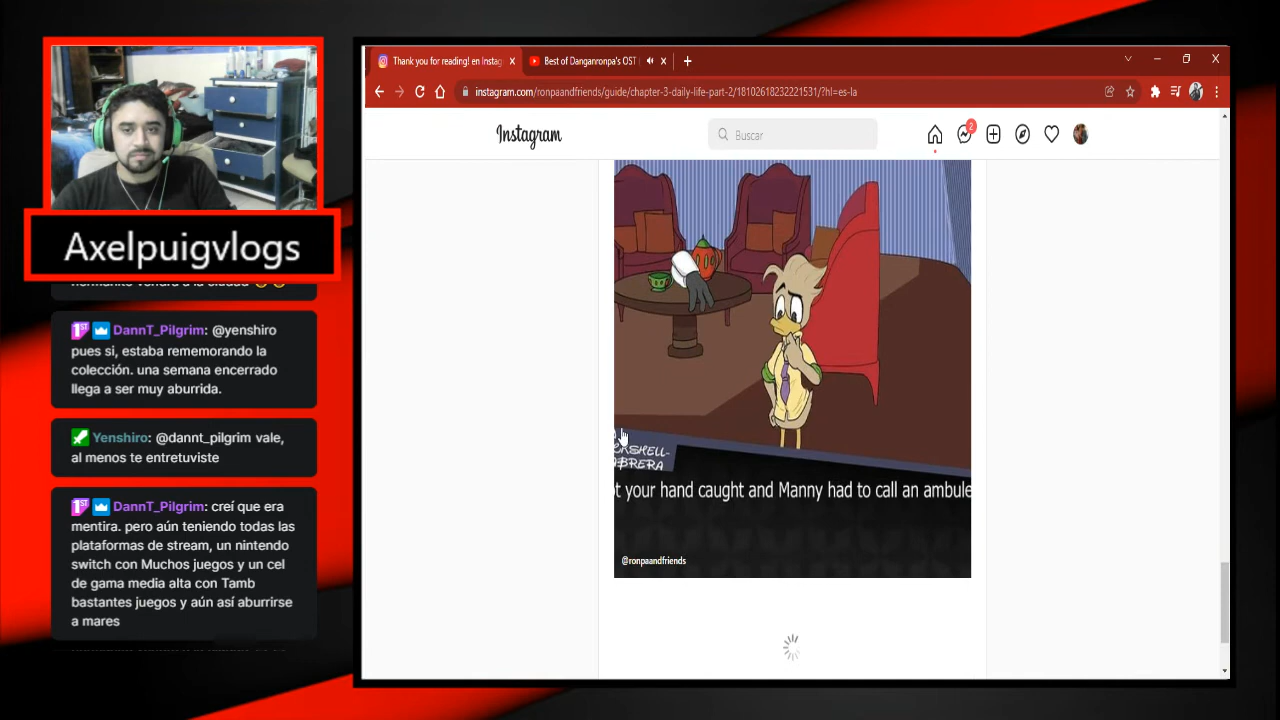 Axelpuigvlogs
DannT_Pilgrim: @yenshiro
pues si, estaba rememorando la
colección. una semana encerrado
llega a ser muy aburrida.
Yenshiro: @dannt_pilgrim vale,
al menos te entretuviste
DannT_Pilgrim: creí que era
mentira. pero aún teniendo todas las
plataformas de stream, un nintendo
switch con Muchos juegos y un cel
de gama media alta con Tamb
bastantes juegos y aún así aburrirse
a mares
Thank you for reading! en Instag
Best of Danganronpa's OST
instagram.com/ronpaandfriends/guide/chapter-3-daily-life-part-2/18102618232221531/?hl=es-la
Instagram
Buscar
2
t your hand caught and Manny had to call an ambule
@ronpaandfriends